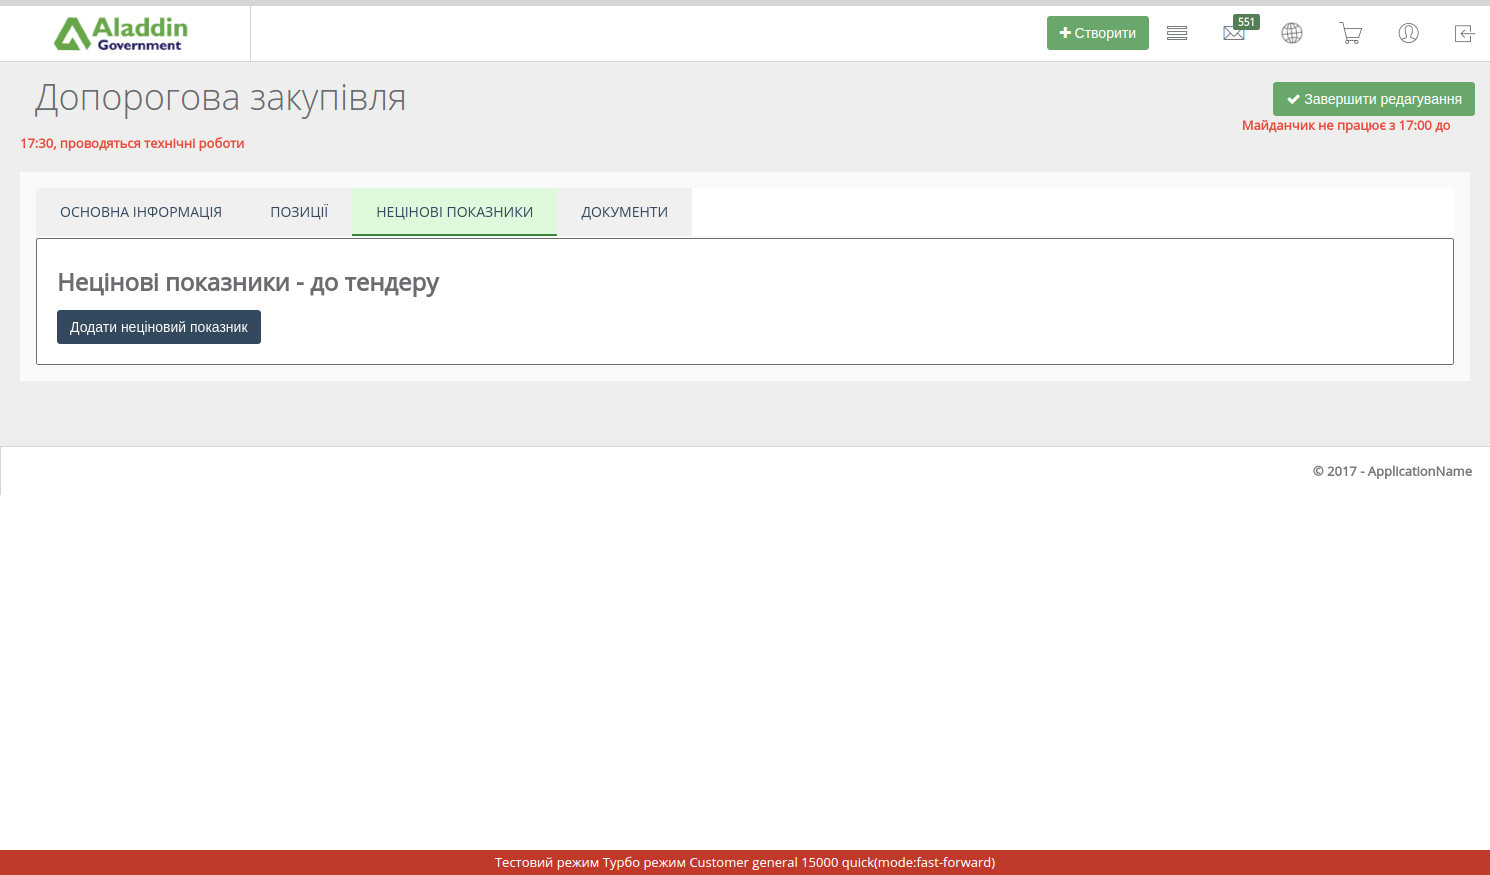 Aladdin
Government
Створити
551
Допорогова закупівля
Завершити редагування
Майданчик не працює з 17:00 до
17:30, проводяться технічні роботи
ОСНОВНА ІНФОРМАЦІЯ ПОЗИЦІЇ НЕЦІНОВІ ПОКАЗНИКИ ДОКУМЕНТИ
Нецінові показники - до тендеру
Додати неціновий показник
© 2017 - ApplicationName
Тестовий режим Турбо режим Customer general 15000 quick(mode:fast-forward)